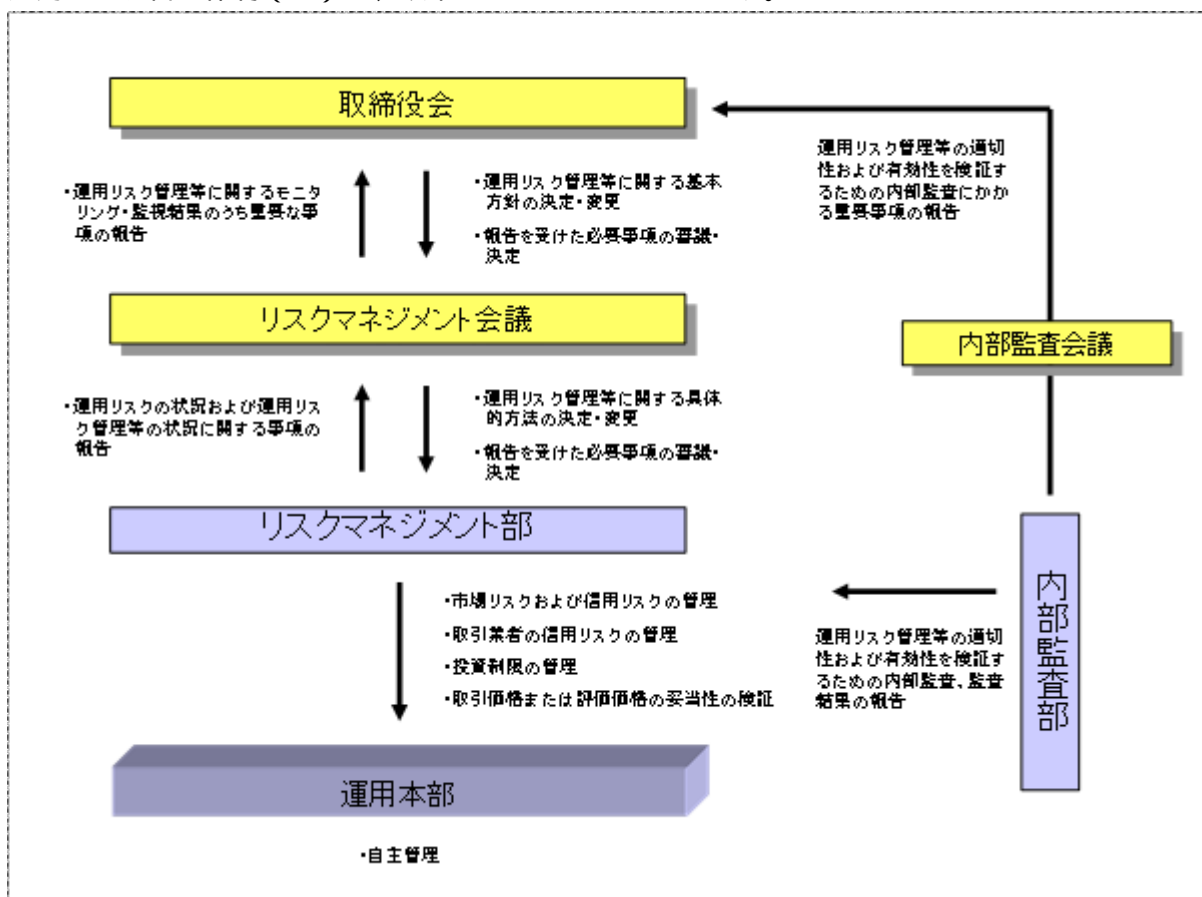 取締役会
・運用リスク管理等に関するモニタ
リング・監視結果のうち重要な事
項の報告
・運用リスク管理等に関する基本
方針の決定・変更
・報告を受けた必要事項の審議・
決定
運用リスク管理等の適切
性および有効性を検証す
るための内部監査にかか
る重要事項の報告
リスクマネジメント会議
内部監査会議
・運用リスクの状況および運用リス
ク管理等の状況に関する事項の
報告
・運用リスク管理等に関する具体
的方法の決定・変更
・報告を受けた必要事項の審議・
決定
リスクマネジメント部
内部監査部
・市場リスクおよび信用リスクの管理
・取引業者の信用リスクの管理
・投資制限の管理
・取引価格または評価価格の妥当性の検証
運用リスク管理等の適切
性および有効性を検証す
るための内部監査、監査
結果の報告
運用本部
・自主管理